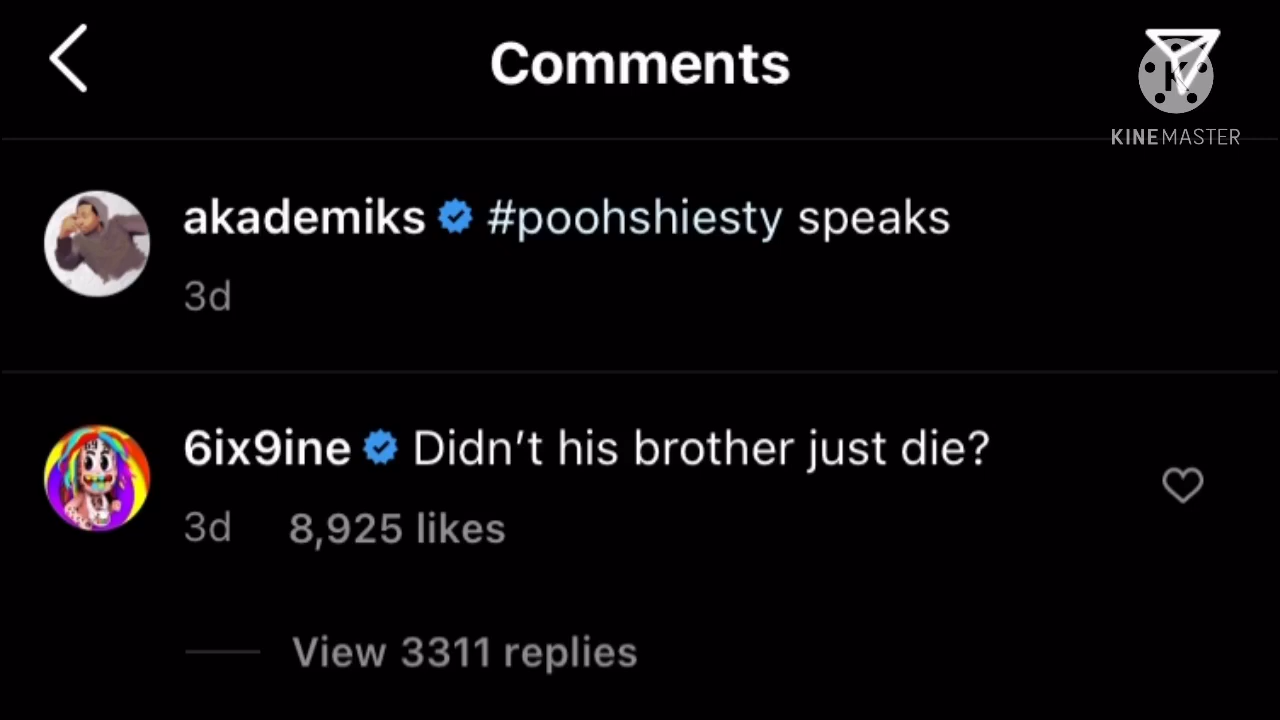 Comments
K
KINEMASTER
akademiks #poohshiesty speaks
3d
6ix9ine Didn’t his brother just die?
3d 8,925 likes
View 3311 replies